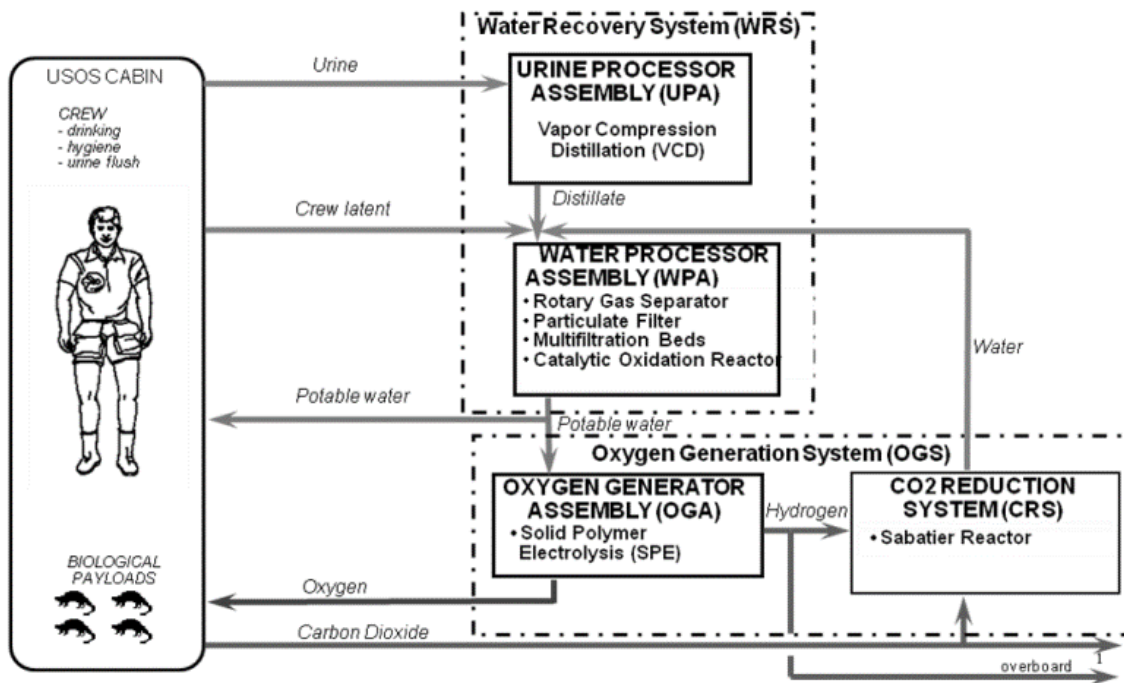 Water Recovery System (WRS)
USOS CABIN
CREW
- drinking
- hygiene
- urine flush
Urine
URINE PROCESSOR
ASSEMBLY (UPA)
Vapor Compression
Distillation (VCD)
Crew latent
Distillate
WATER PROCESSOR
ASSEMBLY (WPA)
• Rotary Gas Separator
• Particulate Filter
• Multifiltration Beds
• Catalytic Oxidation Reactor
Water
Potable water
Potable water
Oxygen Generation System (OGS)
OXYGEN GENERATOR
ASSEMBLY (OGA)
• Solid Polymer
Electrolysis (SPE)
Hydrogen
CO2 REDUCTION
SYSTEM (CRS)
• Sabatier Reactor
BIOLOGICAL
PAYLOADS
Oxygen
Carbon Dioxide
1
overboard